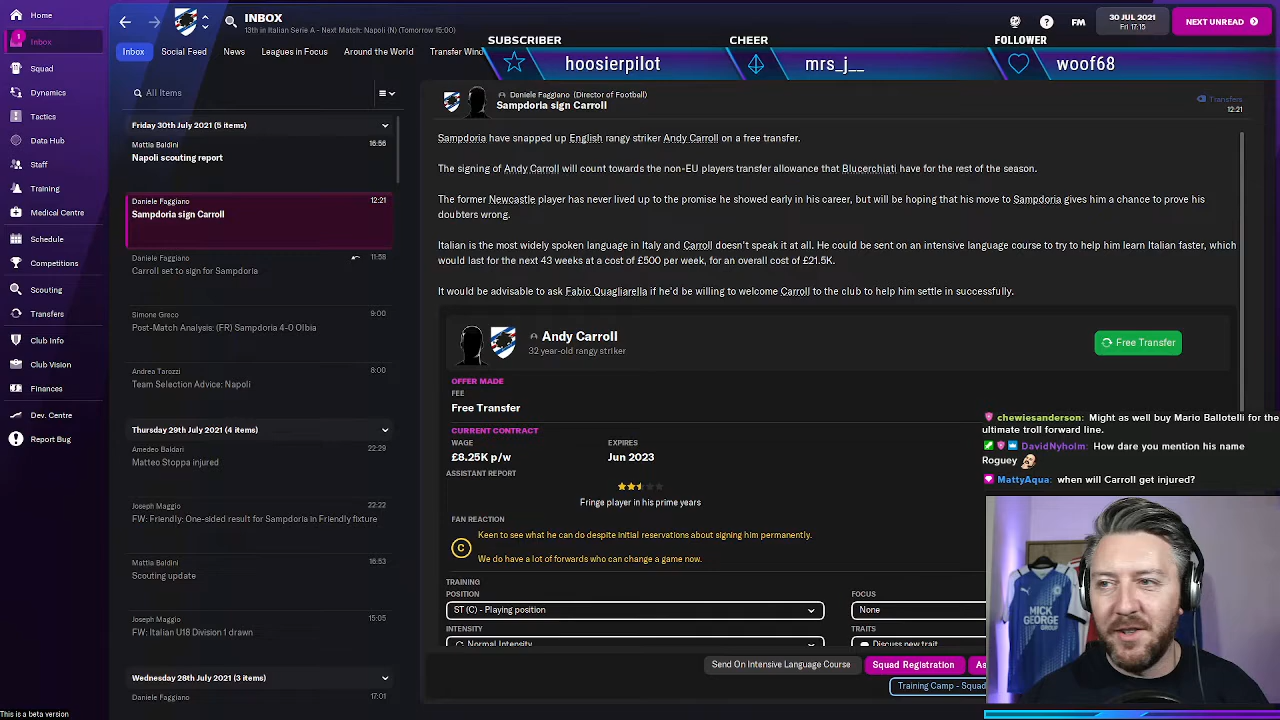 Home
INBOX
13th in Italian Serie A - Next Match: Napoli (N) (Tomorrow 15:00)
FM
30 JUL 2021
Fri 17:15
NEXT UNREAD
1
Inbox
Squad
Dynamics
Tactics
Data Hub
Staff
Training
Medical Centre
Schedule
Competitions
Scouting
Transfers
Club Info
Club Vision
Finances
Dev. Centre
Report Bug
This is a beta version
Inbox
Social Feed
News
Leagues in Focus
Around the World
Transfer Wind
SUBSCRIBER
hoosierpilot
CHEER
mrs_j__
FOLLOWER
woof68
All Items
Friday 30th July 2021 (5 items)
Mattia Baldini
16:56
Napoli scouting report
Daniele Faggiano
12:21
Sampdoria sign Carroll
Daniele Faggiano
11:58
Carroll set to sign for Sampdoria
Simone Greco
9:00
Post-Match Analysis: (FR) Sampdoria 4-0 Olbia
Andrea Tarozzi
8:00
Team Selection Advice: Napoli
Thursday 29th July 2021 (4 items)
Amedeo Baldari
22:29
Matteo Stoppa injured
Joseph Maggio
22:22
FW: Friendly: One-sided result for Sampdoria in Friendly fixture
Mattia Baldini
16:53
Scouting update
Joseph Maggio
15:05
FW: Italian U18 Division 1 drawn
Wednesday 28th July 2021 (3 items)
Daniele Faggiano
17:01
Daniele Faggiano (Director of Football)
Sampdoria sign Carroll
Transfers
12:21
Sampdoria have snapped up English rangy striker Andy Carroll on a free transfer.
The signing of Andy Carroll will count towards the non-EU players transfer allowance that Blucerchiati have for the rest of the season.
The former Newcastle player has never lived up to the promise he showed early in his career, but will be hoping that his move to Sampdoria gives him a chance to prove his
doubters wrong.
Italian is the most widely spoken language in Italy and Carroll doesn't speak it at all. He could be sent on an intensive language course to try to help him learn Italian faster, which
would last for the next 43 weeks at a cost of £500 per week, for an overall cost of £21.5K.
It would be advisable to ask Fabio Quagliarella if he'd be willing to welcome Carroll to the club to help him settle in successfully.
Andy Carroll
32 year-old rangy striker
Free Transfer
OFFER MADE
FEE
Free Transfer
CURRENT CONTRACT
WAGE
EXPIRES
£8.25K p/w
Jun 2023
ASSISTANT REPORT
Fringe player in his prime years
FAN REACTION
C
Keen to see what he can do despite initial reservations about signing him permanently.
We do have a lot of forwards who can change a game now.
TRAINING
POSITION
FOCUS
ST (C) - Playing position
None
INTENSITY
TRAITS
Normal Intensity
Discuss new trait
Send On Intensive Language Course
Squad Registration
As
Training Camp - Squad
chewiesanderson: Might as well buy Mario Ballotelli for the
ultimate troll forward line.
DavidNyholm: How dare you mention his name
Roguey
MattyAqua: when will Carroll get injured?
MICK
GEORGE
GROUP